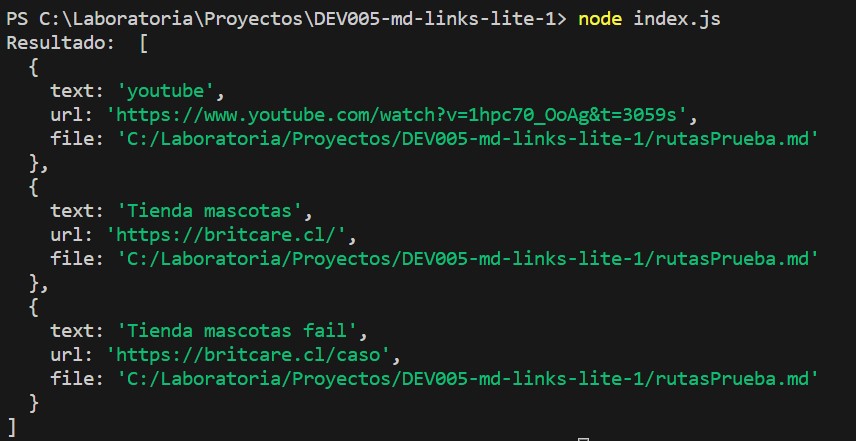 PS C:\Laboratoria\Proyectos\DEV005-md-links-lite-1> node index.js
Resultado:  [
  {
    text: 'youtube',
    url: 'https://www.youtube.com/watch?v=1hpc70_OoAg&t=3059s',
    file: 'C:/Laboratoria/Proyectos/DEV005-md-links-lite-1/rutasPrueba.md'
  },
  {
    text: 'Tienda mascotas',
    url: 'https://britcare.cl/',
    file: 'C:/Laboratoria/Proyectos/DEV005-md-links-lite-1/rutasPrueba.md'
  },
  {
    text: 'Tienda mascotas fail',
    url: 'https://britcare.cl/caso',
    file: 'C:/Laboratoria/Proyectos/DEV005-md-links-lite-1/rutasPrueba.md'
  }
]